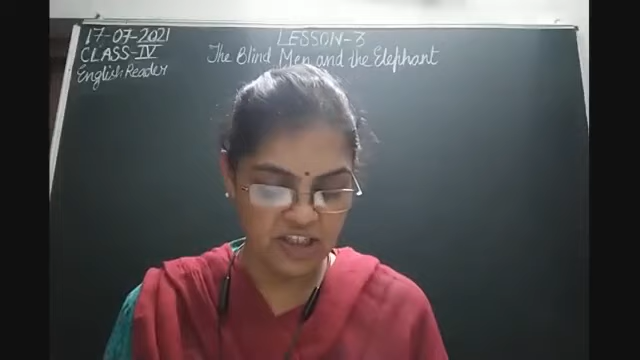 17-07-2021
CLASS-IV
English Reader
LESSON-3
The Blind Men and the Elephant